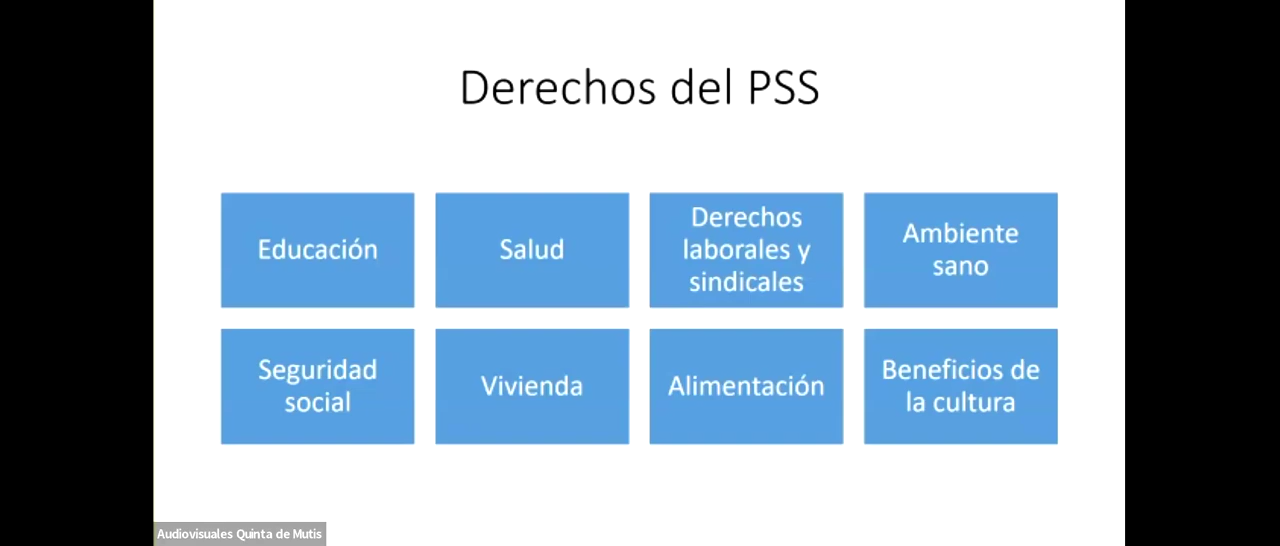 Derechos del PSS
Educación
Salud
Derechos
laborales y
sindicales
Ambiente
sano
Seguridad
social
Vivienda
Alimentación
Beneficios de
la cultura
Audiovisuales Quinta de Mutis